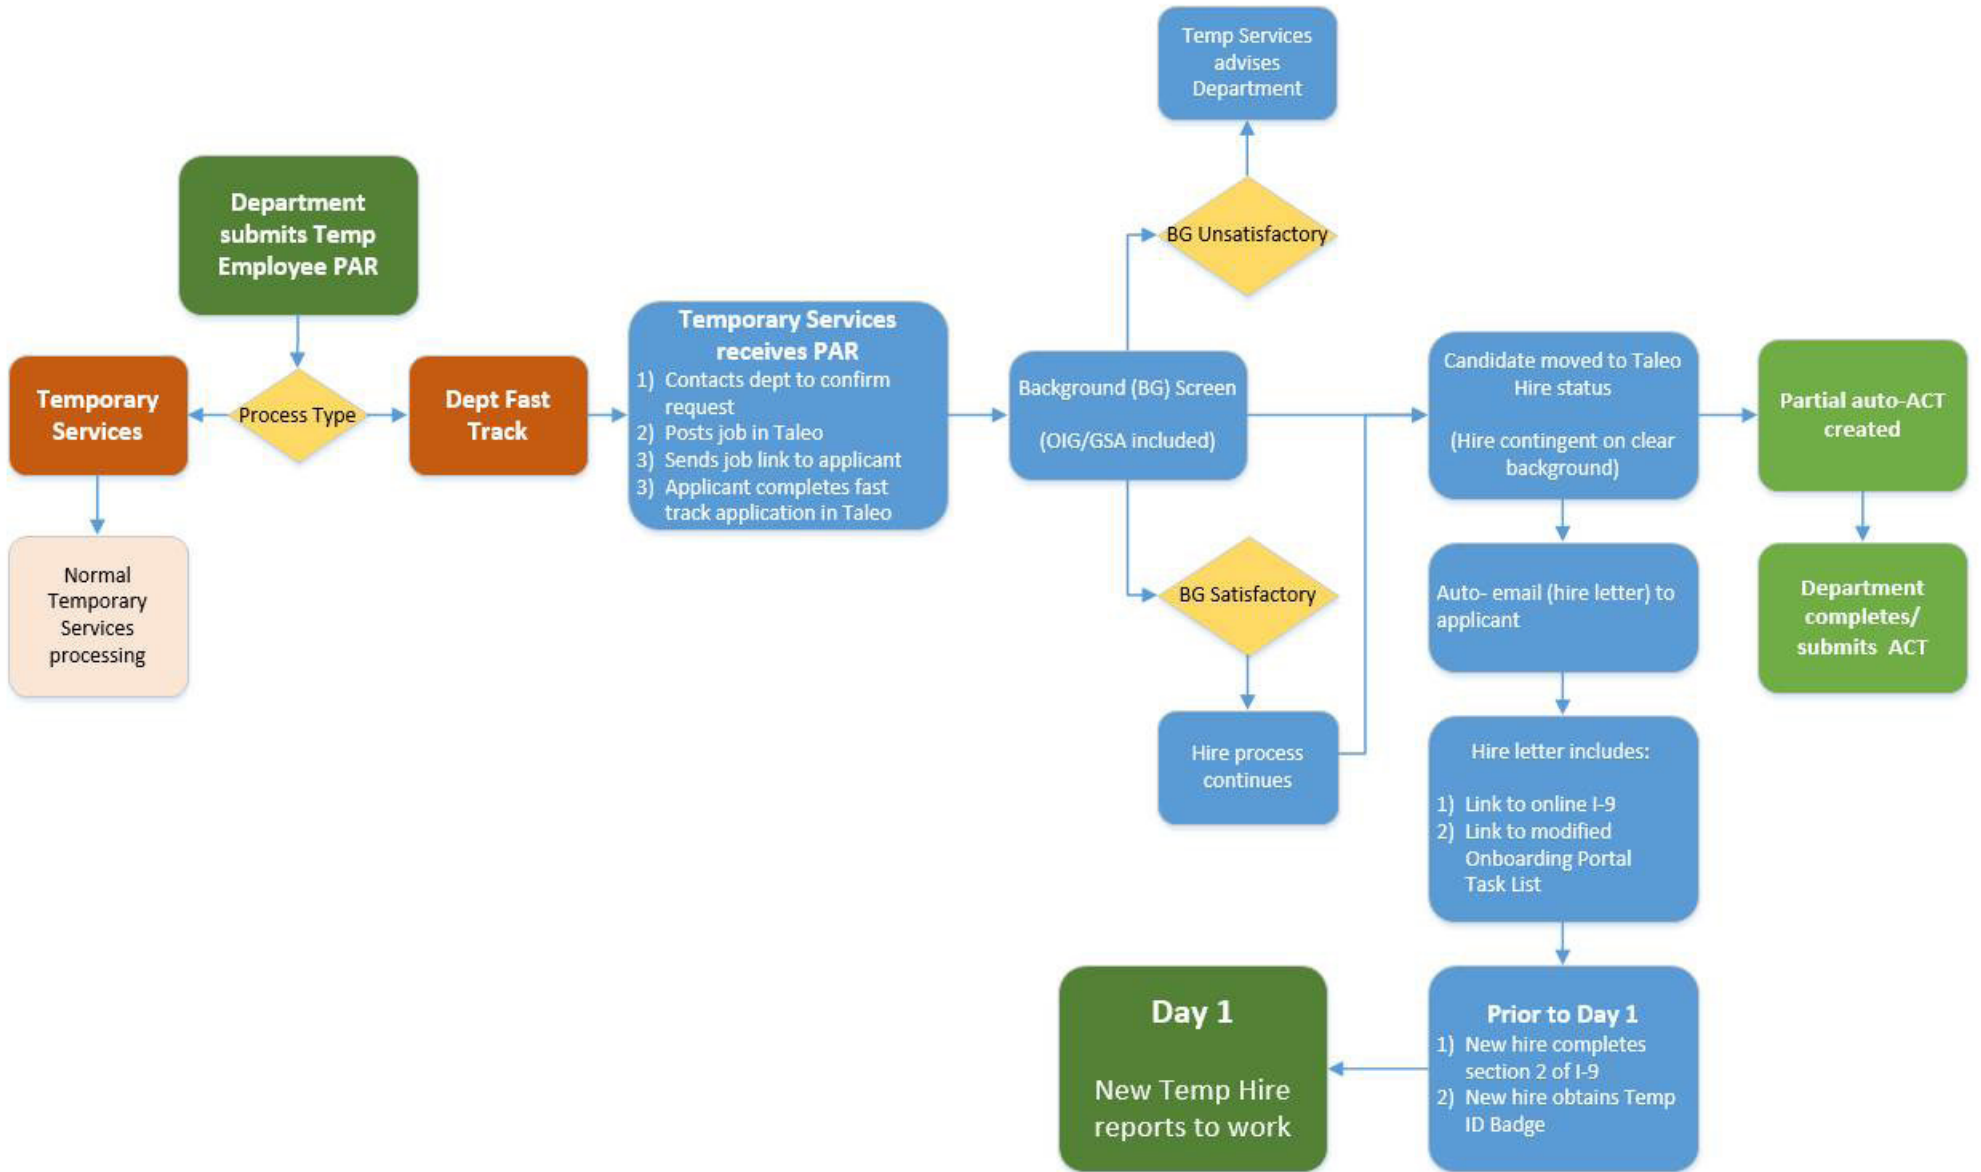 Temp Services
advises
Department
Department
submits Temp
Employee PAR
BG Unsatisfactory
Temporary
Services
Process Type
Dept Fast
Track
Temporary Services
receives PAR
1) Contacts dept to confirm
request
2) Posts job in Taleo
3) Sends job link to applicant
3) Applicant completes fast
track application in Taleo
Background (BG) Screen
(OIG/GSA included)
Candidate moved to Taleo
Hire status
(Hire contingent on clear
background)
Partial auto-ACT
created
Normal
Temporary
Services
processing
BG Satisfactory
Auto- email (hire letter) to
applicant
Department
completes/
submits ACT
Hire process
continues
Hire letter includes:
1) Link to online I-9
2) Link to modified
Onboarding Portal
Task List
Day 1
New Temp Hire
reports to work
Prior to Day 1
1) New hire completes
section 2 of I-9
2) New hire obtains Temp
ID Badge